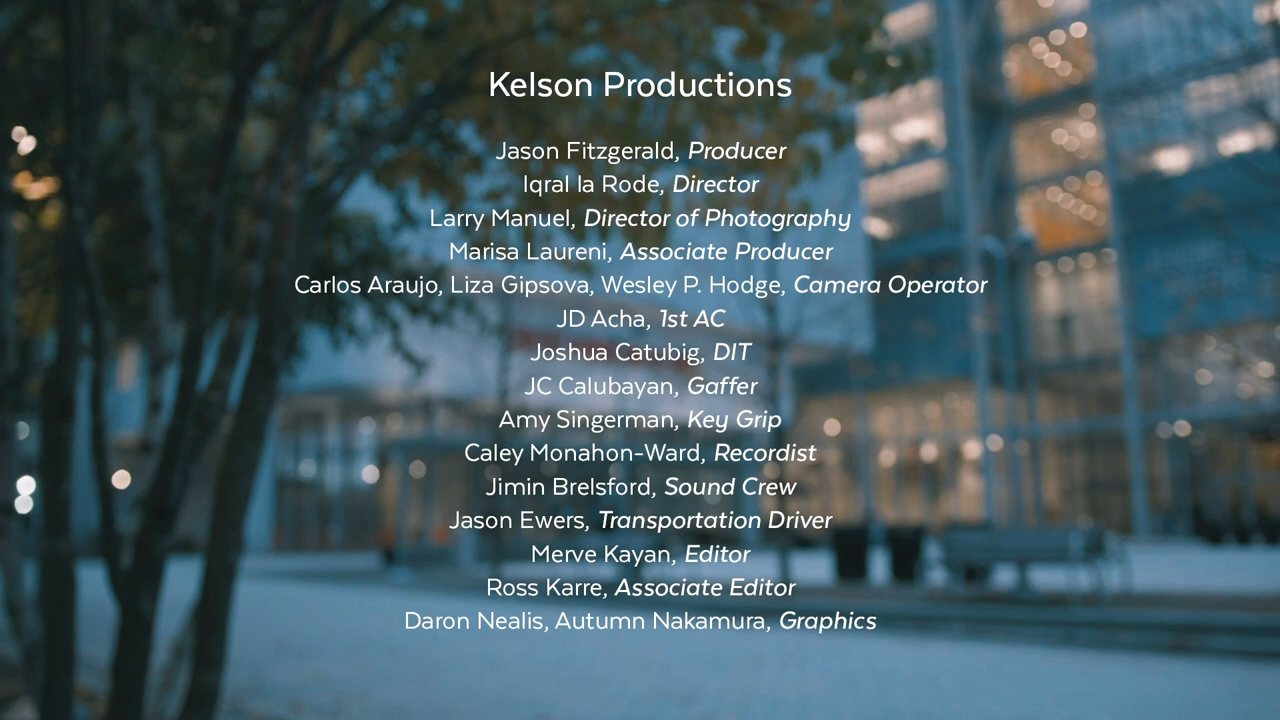 Kelson Productions
Jason Fitzgerald, Producer
Iqral la Rode, Director
Larry Manuel, Director of Photography
Marisa Laureni, Associate Producer
Carlos Araujo, Liza Gipsova, Wesley P. Hodge, Camera Operator
JD Acha, 1st AC
Joshua Catubig, DIT
JC Calubayan, Gaffer
Amy Singerman, Key Grip
Caley Monahon-Ward, Recordist
Jimin Brelsford, Sound Crew
Jason Ewers, Transportation Driver
Merve Kayan, Editor
Ross Karre, Associate Editor
Daron Nealis, Autumn Nakamura, Graphics